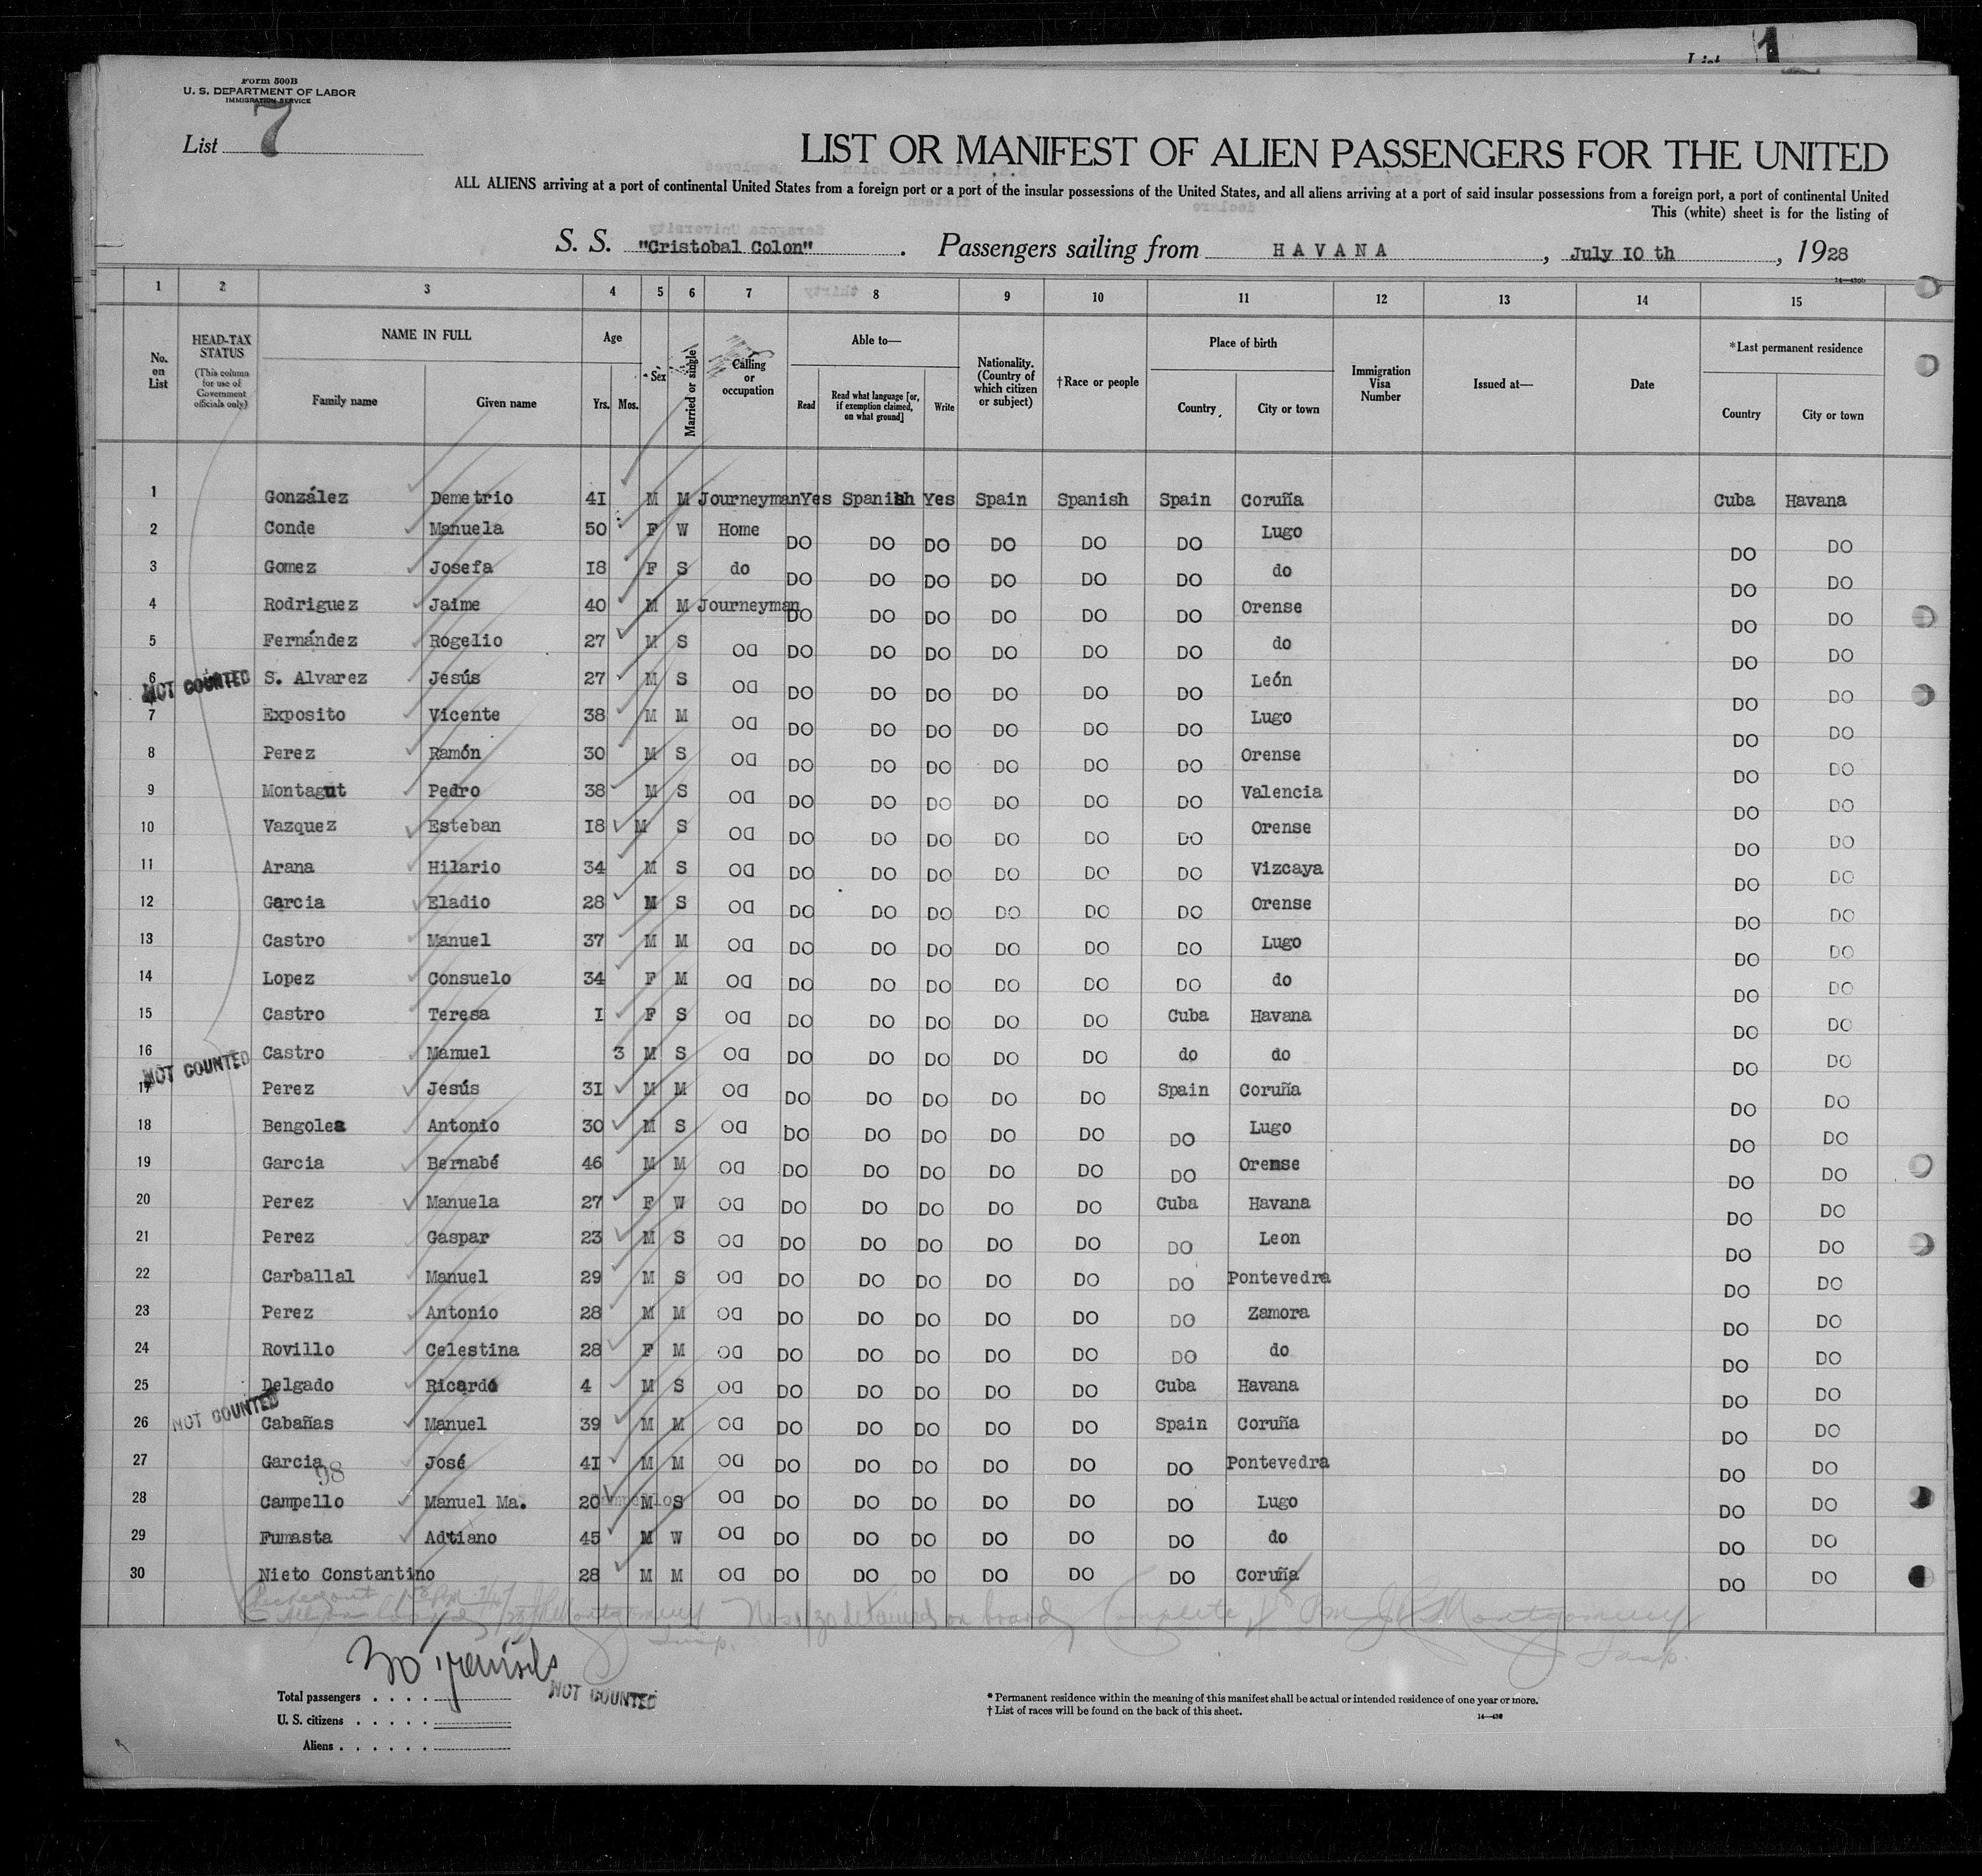 List 1
Form 500B
U. S. DEPARTMENT OF LABOR
IMMIGRATION SERVICE
List 7
LIST OR MANIFEST OF ALIEN PASSENGERS FOR THE UNITED
ALL ALIENS arriving at a port of continental United States from a foreign port or a port of the insular possessions of the United States, and all aliens arriving at a port of said insular possessions from a foreign port, a port of continental United
This (white) sheet is for the listing of
S. S. "Cristobal Colon". Passengers sailing from HAVANA, July IO th, 1928
14—430b
1 2 3 4 5 6 7 8 9 10 11 12 13 14 15
No. on List
HEAD-TAX STATUS
(This column for use of Government officials only)
NAME IN FULL
Family name Given name
Age
Yrs. Mos.
Sex
Married or single
Calling or occupation
Able to—
Read
Read what language [or, if exemption claimed, on what ground]
Write
Nationality. (Country of which citizen or subject)
†Race or people
Place of birth
Country City or town
Immigration Visa Number
Issued at—
Date
*Last permanent residence
Country City or town
1 González Demetrio 4I M M Journeyman Yes Spanish Yes Spain Spanish Spain Coruña Cuba Havana
2 Conde Manuela 50 F W Home DO DO DO DO DO DO Lugo DO DO
3 Gomez Josefa I8 F S do DO DO DO DO DO DO do DO DO
4 Rodriguez Jaime 40 M M Journeyman DO DO DO DO DO DO Orense DO DO
5 Fernández Rogelio 27 M S DO DO DO DO DO DO DO do DO DO
6 S. Alvarez Jesús 27 M S DO DO DO DO DO DO DO León DO DO
NOT COUNTED
7 Exposito Vicente 38 M M DO DO DO DO DO DO DO Lugo DO DO
8 Perez Ramón 30 M S DO DO DO DO DO DO DO Orense DO DO
9 Montagut Pedro 38 M S DO DO DO DO DO DO DO Valencia DO DO
10 Vazquez Esteban I8 M S DO DO DO DO DO DO DO Orense DO DO
11 Arana Hilario 34 M S DO DO DO DO DO DO DO Vizcaya DO DO
12 Garcia Eladio 28 M S DO DO DO DO DO DO DO Orense DO DO
13 Castro Manuel 37 M M DO DO DO DO DO DO DO Lugo DO DO
14 Lopez Consuelo 34 F M DO DO DO DO DO DO DO do DO DO
15 Castro Teresa I F S DO DO DO DO DO DO Cuba Havana DO DO
16 Castro Manuel 3 M S DO DO DO DO DO DO do do DO DO
NOT COUNTED
17 Perez Jesús 3I M M DO DO DO DO DO DO Spain Coruña DO DO
18 Bengolea Antonio 30 M S DO DO DO DO DO DO DO Lugo DO DO
19 Garcia Bernabé 46 M M DO DO DO DO DO DO DO Orense DO DO
20 Perez Manuela 27 F W DO DO DO DO DO DO Cuba Havana DO DO
21 Perez Gaspar 23 M S DO DO DO DO DO DO DO Leon DO DO
22 Carballal Manuel 29 M S DO DO DO DO DO DO DO Pontevedra DO DO
23 Perez Antonio 28 M M DO DO DO DO DO DO DO Zamora DO DO
24 Rovillo Celestina 28 F M DO DO DO DO DO DO DO do DO DO
25 Delgado Ricardo 4 M S DO DO DO DO DO DO Cuba Havana DO DO
NOT COUNTED
26 Cabañas Manuel 39 M M DO DO DO DO DO DO Spain Coruña DO DO
27 Garcia José 4I M M DO DO DO DO DO DO DO Pontevedra DO DO
98
28 Campello Manuel Ma. 20 M S DO DO DO DO DO DO DO Lugo DO DO
29 Fumasta Adtiano 45 M W DO DO DO DO DO DO DO do DO DO
30 Nieto Constantino 28 M M DO DO DO DO DO DO DO Coruña DO DO
Montgomery Insp. Nos 1/30 detained on board Complete Pm Montgomery Insp.
30
NOT COUNTED
Total passengers
U. S. citizens
Aliens
* Permanent residence within the meaning of this manifest shall be actual or intended residence of one year or more.
† List of races will be found on the back of this sheet.
14—430